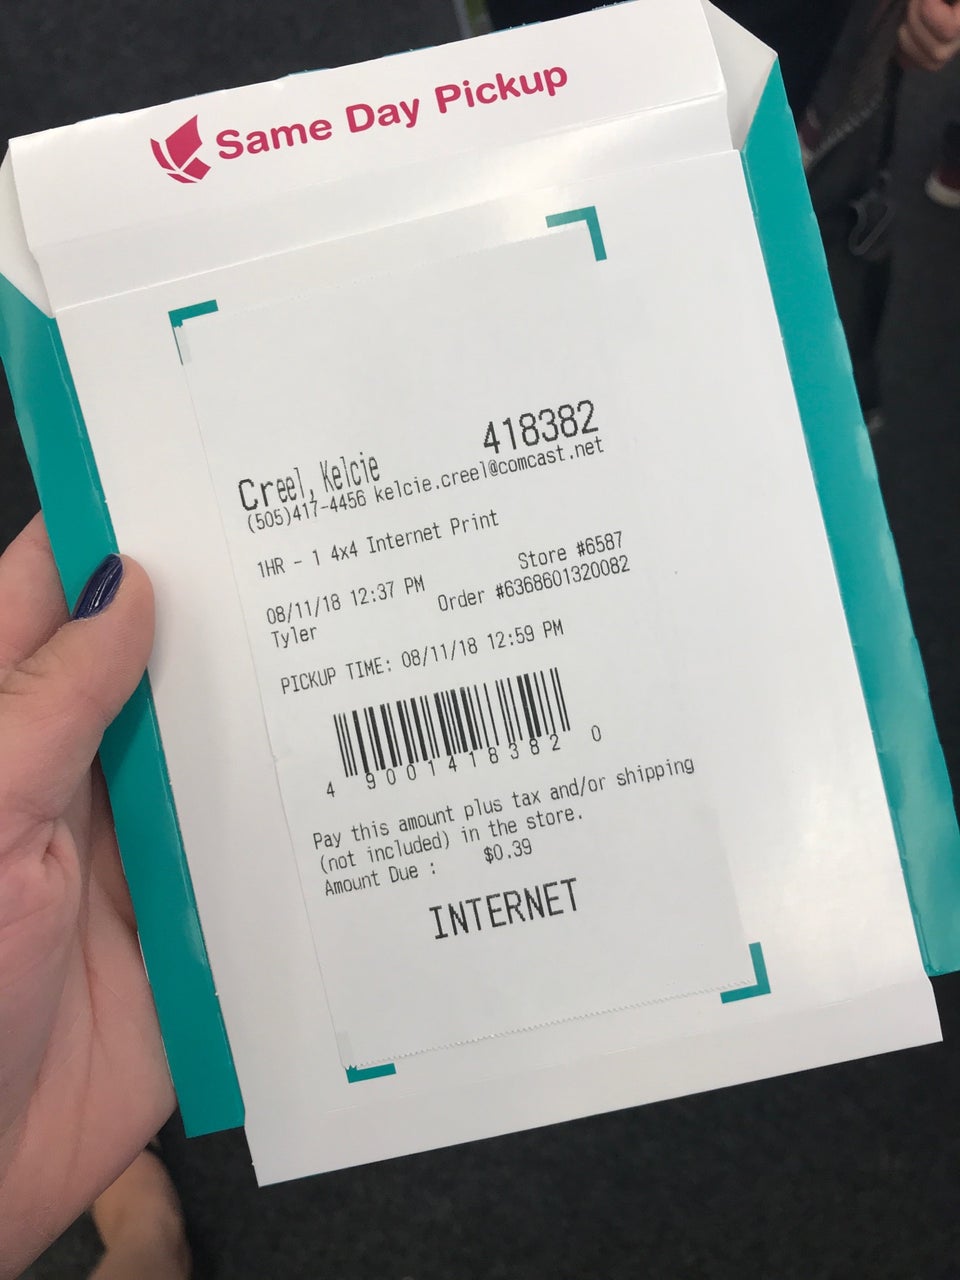 Same Day Pickup
418382
Creel, Kelcie
(505)417-4456 kelcie.creel@comcast.net
1HR - 1 4x4 Internet Print
Store #6587
08/11/18 12:37 PM
Order #6368601320082
Tyler
PICKUP TIME: 08/11/18 12:59 PM
4 90014 18382 0
Pay this amount plus tax and/or shipping
(not included) in the store.
Amount Due : $0.39
INTERNET